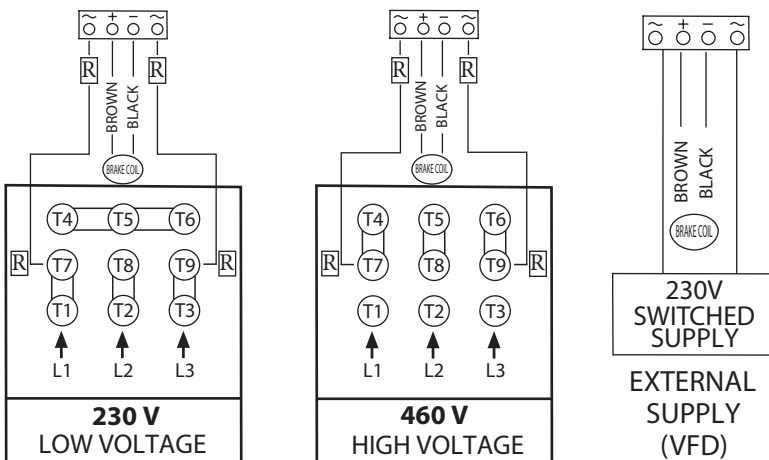 ~ + − ~
R R
BROWN
BLACK
BRAKE COIL
T4 T5 T6
R T7 T8 T9 R
T1 T2 T3
L1 L2 L3
230 V
LOW VOLTAGE
~ + − ~
R R
BROWN
BLACK
BRAKE COIL
T4 T5 T6
R T7 T8 T9 R
T1 T2 T3
L1 L2 L3
460 V
HIGH VOLTAGE
~ + − ~
BROWN
BLACK
BRAKE COIL
230V
SWITCHED
SUPPLY
EXTERNAL
SUPPLY
(VFD)